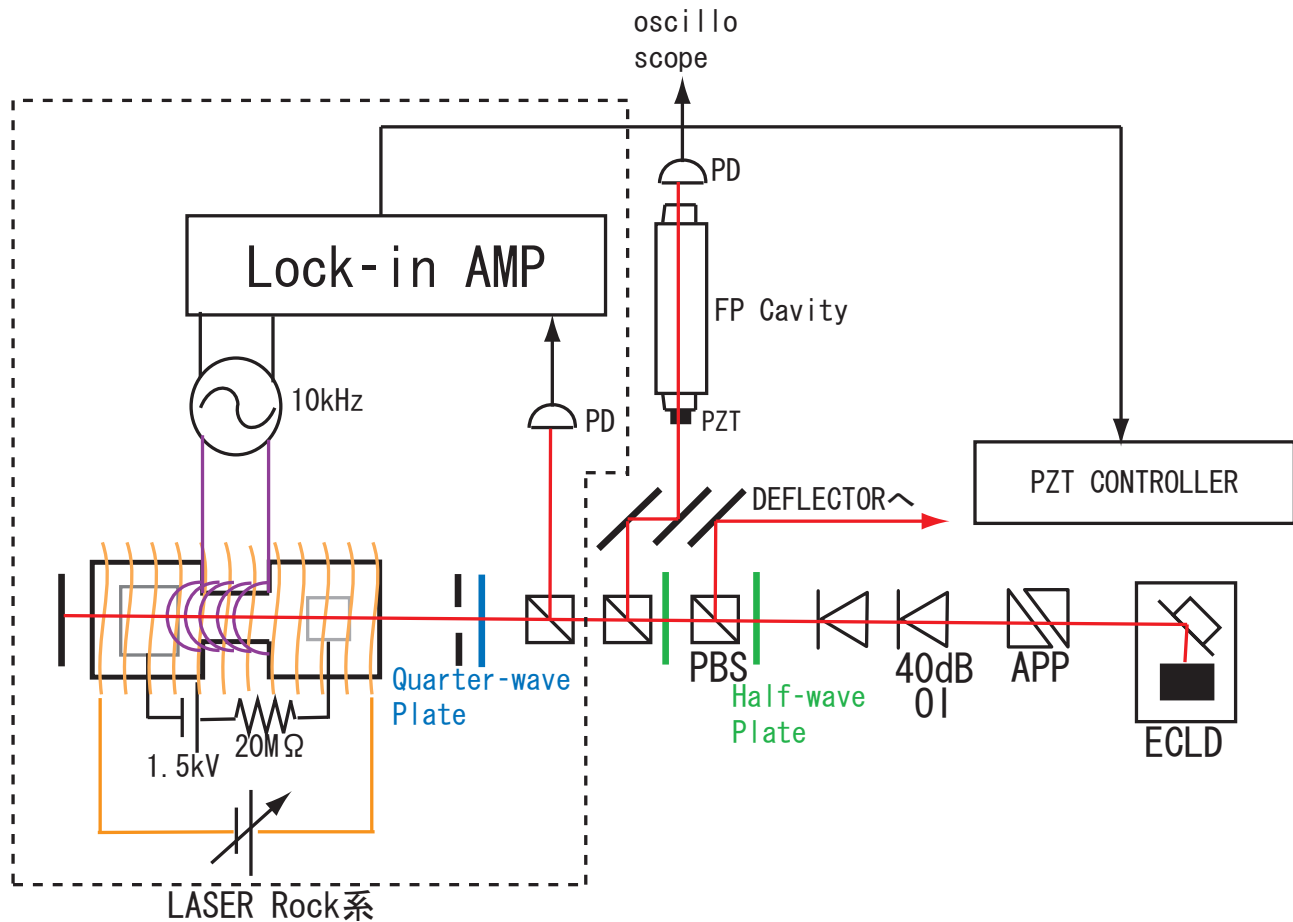 oscillo
scope
PD
Lock-in AMP
FP Cavity
10kHz
PD
PZT
PZT CONTROLLER
DEFLECTORへ
Quarter-wave
Plate
PBS
Half-wave
Plate
40dB
OI
APP
ECLD
1.5kV
20MΩ
LASER Rock系